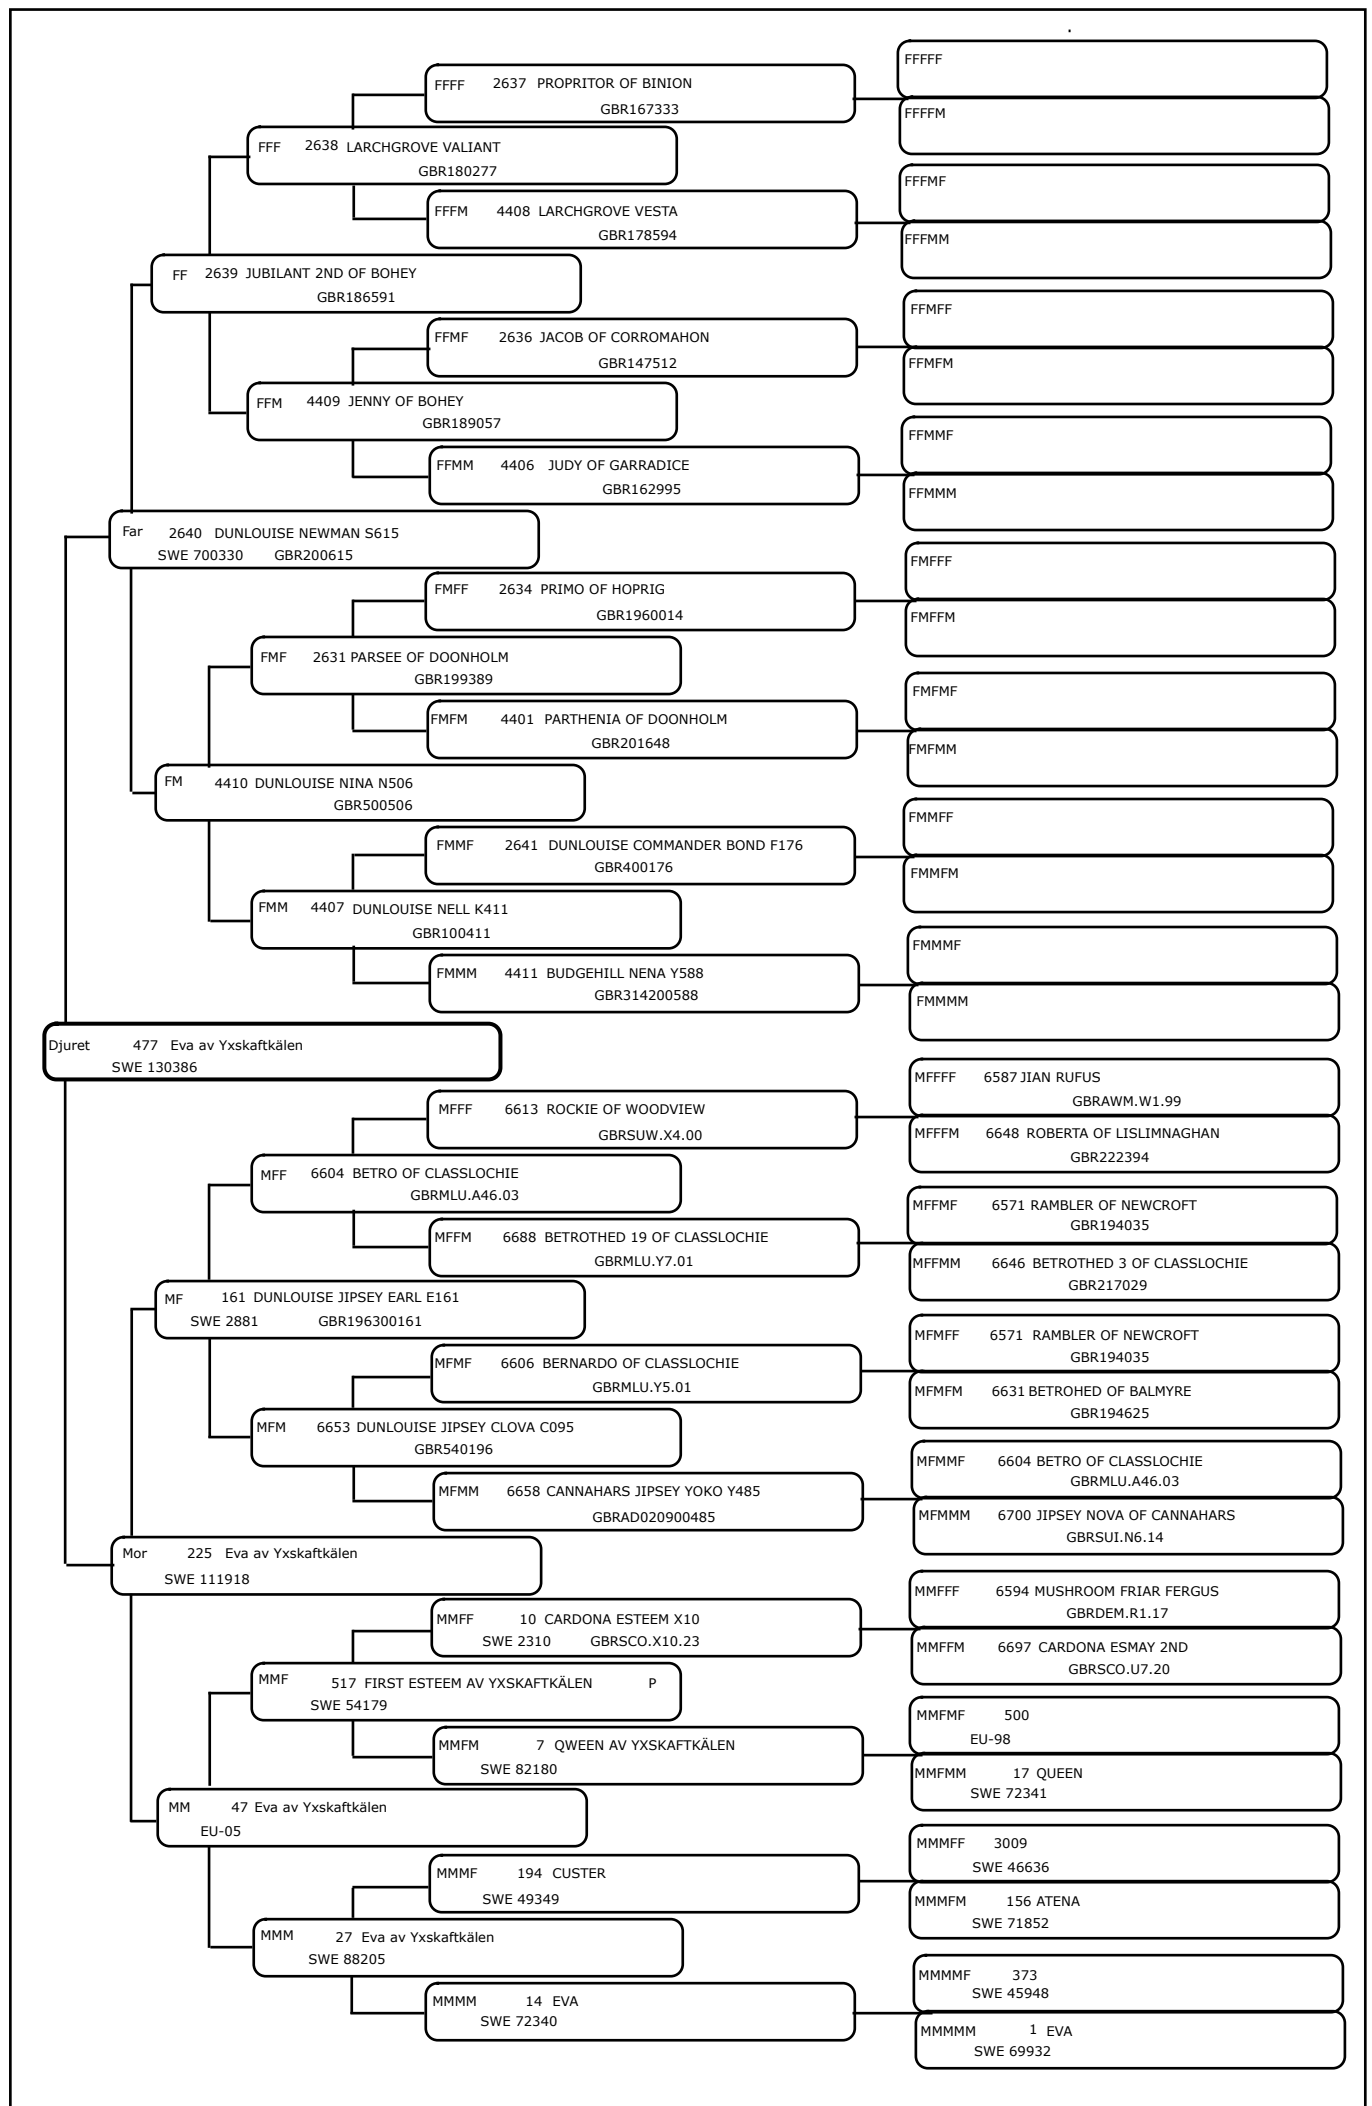 FFFFF
FFFF 2637 PROPRITOR OF BINION
GBR167333
FFFFM
FFF 2638 LARCHGROVE VALIANT
GBR180277
FFFMF
FFFM 4408 LARCHGROVE VESTA
GBR178594
FFFMM
FF 2639 JUBILANT 2ND OF BOHEY
GBR186591
FFMFF
FFMF 2636 JACOB OF CORROMAHON
GBR147512
FFMFM
FFM 4409 JENNY OF BOHEY
GBR189057
FFMMF
FFMM 4406 JUDY OF GARRADICE
GBR162995
FFMMM
Far 2640 DUNLOUISE NEWMAN S615
SWE 700330 GBR200615
FMFFF
FMFF 2634 PRIMO OF HOPRIG
GBR1960014
FMFFM
FMF 2631 PARSEE OF DOONHOLM
GBR199389
FMFMF
FMFM 4401 PARTHENIA OF DOONHOLM
GBR201648
FMFMM
FM 4410 DUNLOUISE NINA N506
GBR500506
FMMFF
FMMF 2641 DUNLOUISE COMMANDER BOND F176
GBR400176
FMMFM
FMM 4407 DUNLOUISE NELL K411
GBR100411
FMMMF
FMMM 4411 BUDGEHILL NENA Y588
GBR314200588
FMMMM
Djuret 477 Eva av Yxskaftkälen
SWE 130386
MFFFF 6587 JIAN RUFUS
GBRAWM.W1.99
MFFF 6613 ROCKIE OF WOODVIEW
GBRSUW.X4.00
MFFFM 6648 ROBERTA OF LISLIMNAGHAN
GBR222394
MFF 6604 BETRO OF CLASSLOCHIE
GBRMLU.A46.03
MFFMF 6571 RAMBLER OF NEWCROFT
GBR194035
MFFM 6688 BETROTHED 19 OF CLASSLOCHIE
GBRMLU.Y7.01
MFFMM 6646 BETROTHED 3 OF CLASSLOCHIE
GBR217029
MF 161 DUNLOUISE JIPSEY EARL E161
SWE 2881 GBR196300161
MFMFF 6571 RAMBLER OF NEWCROFT
GBR194035
MFMF 6606 BERNARDO OF CLASSLOCHIE
GBRMLU.Y5.01
MFMFM 6631 BETROHED OF BALMYRE
GBR194625
MFM 6653 DUNLOUISE JIPSEY CLOVA C095
GBR540196
MFMMF 6604 BETRO OF CLASSLOCHIE
GBRMLU.A46.03
MFMM 6658 CANNAHARS JIPSEY YOKO Y485
GBRAD020900485
MFMMM 6700 JIPSEY NOVA OF CANNAHARS
GBRSUI.N6.14
Mor 225 Eva av Yxskaftkälen
SWE 111918
MMFFF 6594 MUSHROOM FRIAR FERGUS
GBRDEM.R1.17
MMFF 10 CARDONA ESTEEM X10
SWE 2310 GBRSCO.X10.23
MMFFM 6697 CARDONA ESMAY 2ND
GBRSCO.U7.20
MMF 517 FIRST ESTEEM AV YXSKAFTKÄLEN P
SWE 54179
MMFMF 500
EU-98
MMFM 7 QWEEN AV YXSKAFTKÄLEN
SWE 82180
MMFMM 17 QUEEN
SWE 72341
MM 47 Eva av Yxskaftkälen
EU-05
MMMFF 3009
SWE 46636
MMMF 194 CUSTER
SWE 49349
MMMFM 156 ATENA
SWE 71852
MMM 27 Eva av Yxskaftkälen
SWE 88205
MMMMF 373
SWE 45948
MMMM 14 EVA
SWE 72340
MMMMM 1 EVA
SWE 69932